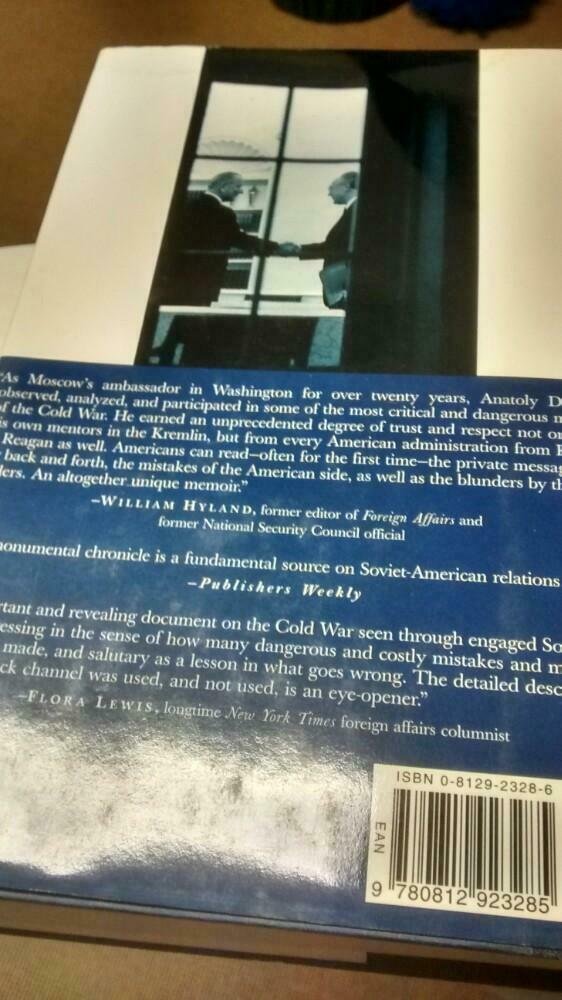 "As Moscow's ambassador in Washington for over twenty years, Anatoly D
observed, analyzed, and participated in some of the most critical and dangerous m
of the Cold War. He earned an unprecedented degree of trust and respect not on
is own mentors in the Kremlin, but from every American administration from
Reagan as well. Americans can read—often for the first time—the private messag
back and forth, the mistakes of the American side, as well as the blunders by th
ders. An altogether unique memoir."
—WILLIAM HYLAND, former editor of Foreign Affairs and
former National Security Council official
monumental chronicle is a fundamental source on Soviet-American relations
—Publishers Weekly
rtant and revealing document on the Cold War seen through engaged So
essing in the sense of how many dangerous and costly mistakes and m
made, and salutary as a lesson in what goes wrong. The detailed desc
ck channel was used, and not used, is an eye-opener."
—FLORA LEWIS, longtime New York Times foreign affairs columnist
ISBN 0-8129-2328-6
EAN
9 780812 923285